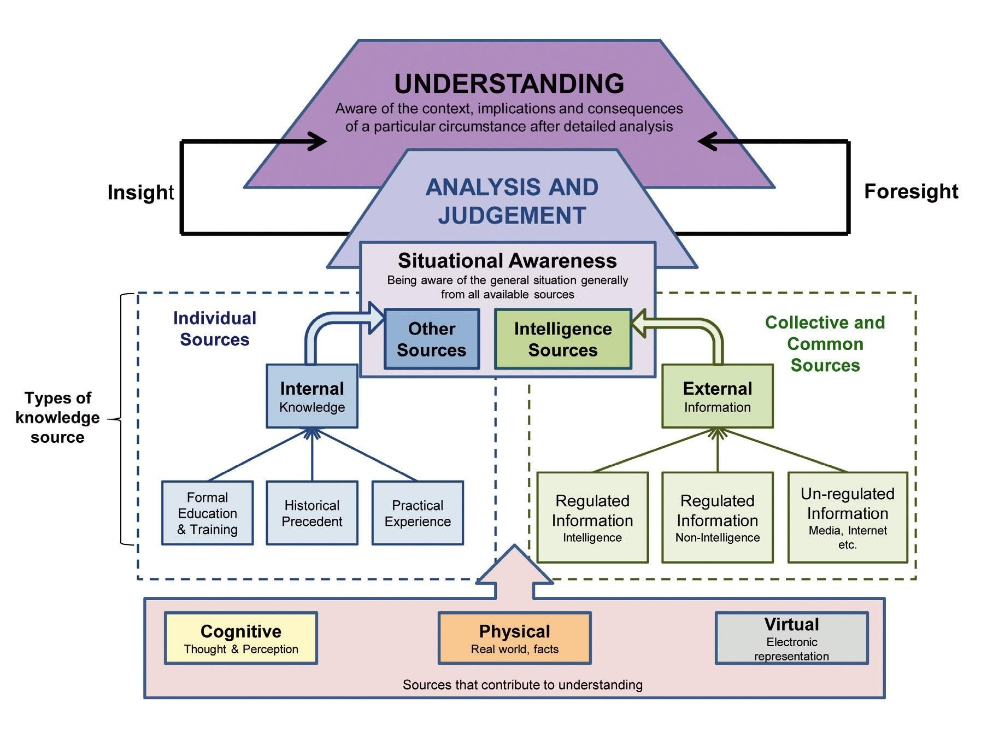 UNDERSTANDING
Aware of the context, implications and consequences
of a particular circumstance after detailed analysis
Insight
Foresight
ANALYSIS AND
JUDGEMENT
Situational Awareness
Being aware of the general situation generally
from all available sources
Individual
Sources
Other
Sources
Intelligence
Sources
Collective and
Common
Sources
Types of
knowledge
source
Internal
Knowledge
External
Information
Formal
Education
& Training
Historical
Precedent
Practical
Experience
Regulated
Information
Intelligence
Regulated
Information
Non-Intelligence
Un-regulated
Information
Media, Internet
etc.
Cognitive
Thought & Perception
Physical
Real world, facts
Virtual
Electronic
representation
Sources that contribute to understanding